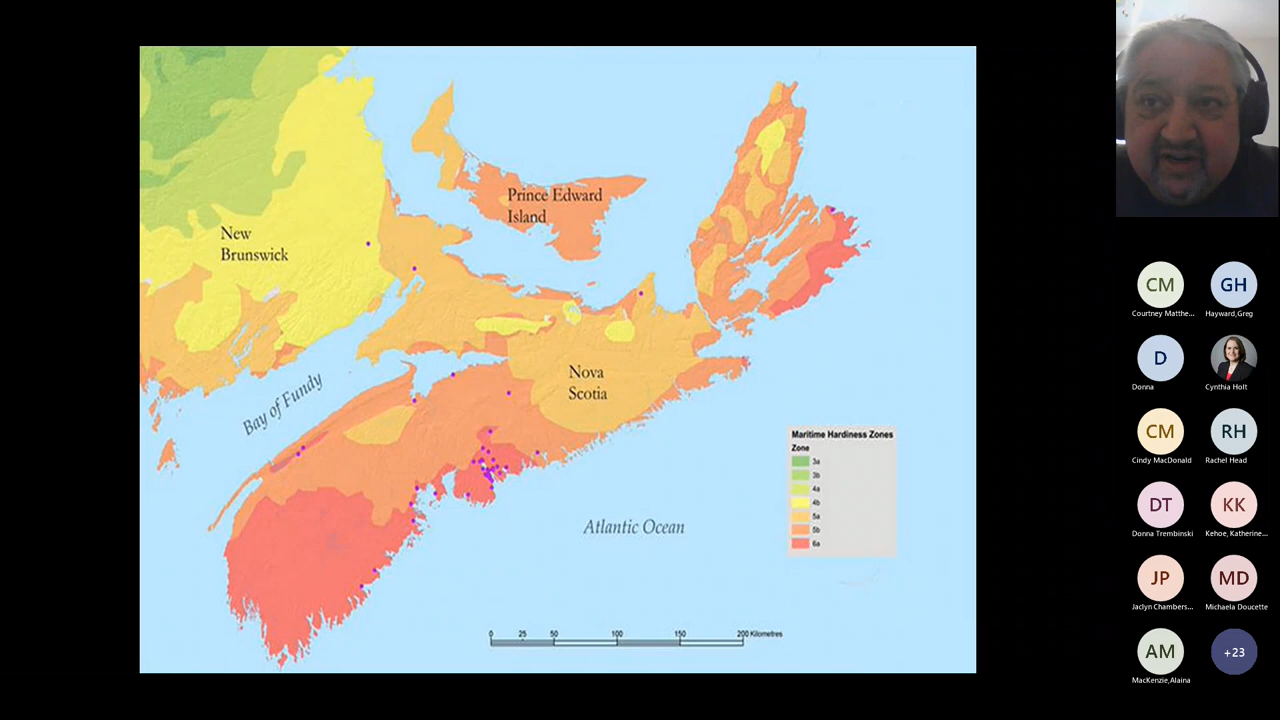 New
Brunswick
Prince Edward
Island
Bay of Fundy
Nova
Scotia
Atlantic Ocean
Maritime Hardiness Zones
Zone
3a
3b
4a
4b
5a
5b
6a
0 25 50 100 150 200 Kilometres
CM GH
Courtney Matthe... Hayward,Greg
D
Donna Cynthia Holt
CM RH
Cindy MacDonald Rachel Head
DT KK
Donna Trembinski Kehoe, Katherine...
JP MD
Jaclyn Chambers... Michaela Doucette
AM +23
MacKenzie,Alaina